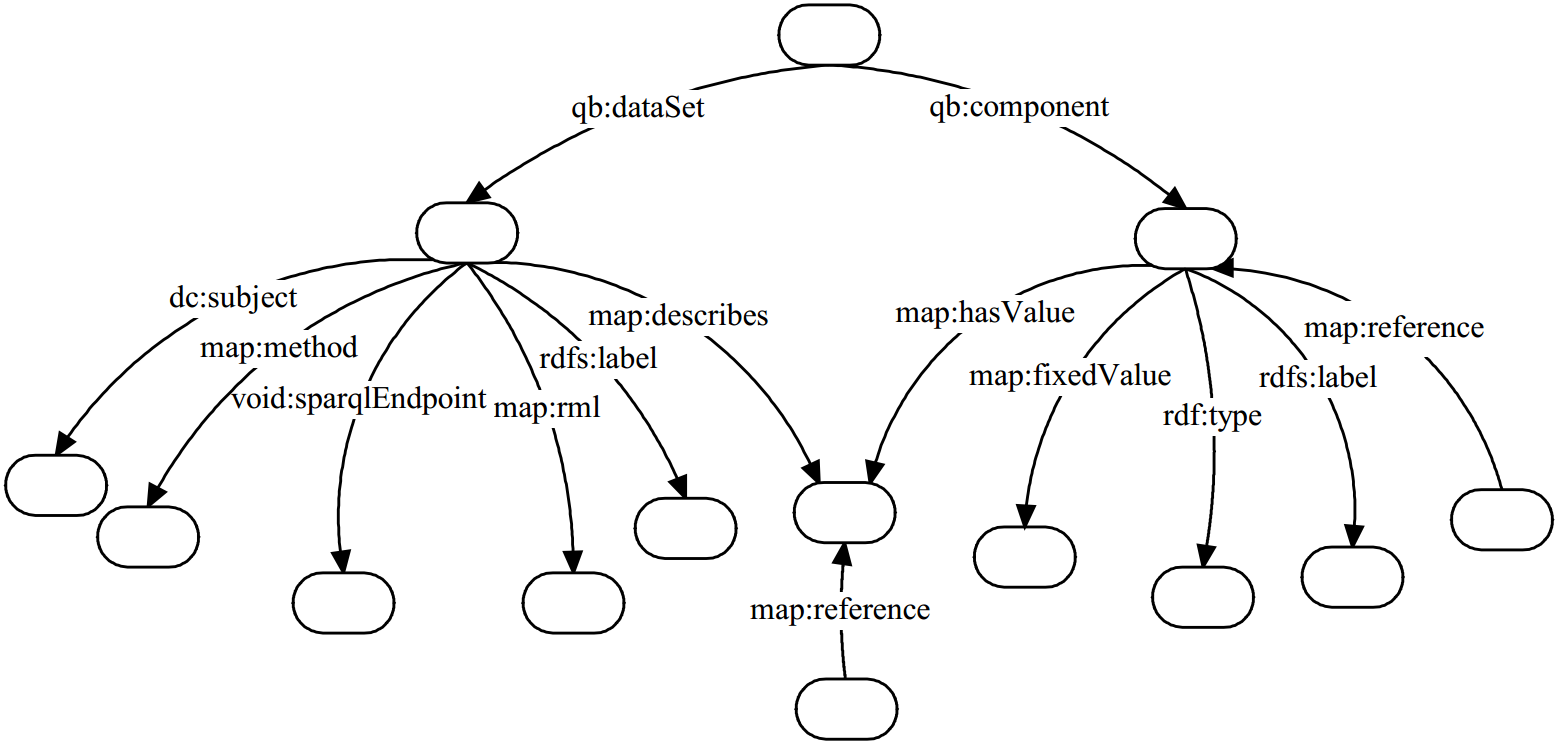 qb:dataSet
qb:component
dc:subject
map:describes
map:hasValue
map:reference
map:method
rdfs:label
map:fixedValue
rdfs:label
void:sparqlEndpoint
map:rml
rdf:type
map:reference